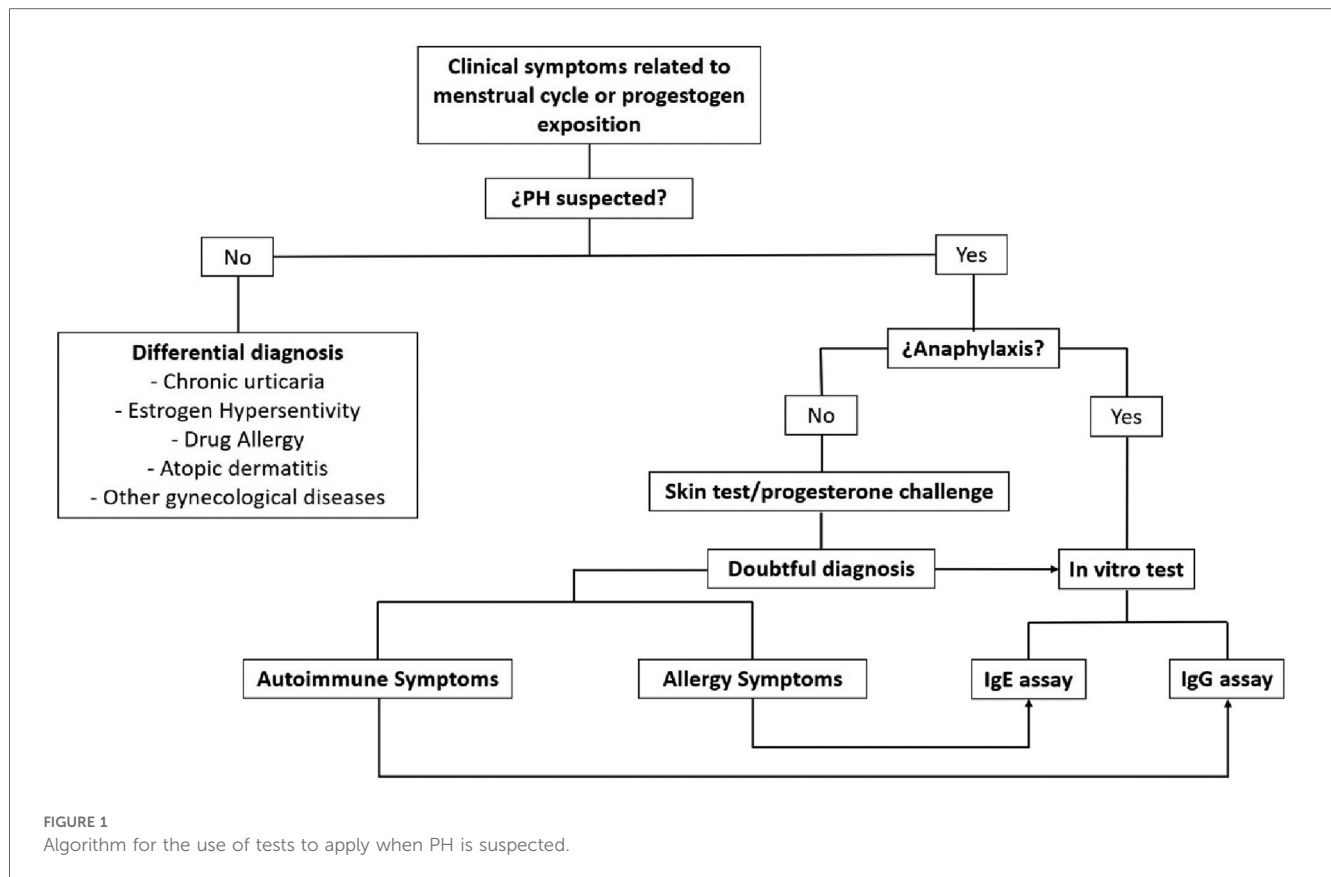 Clinical symptoms related to
menstrual cycle or progestogen
exposition
¿PH suspected?
No
Yes
Differential diagnosis
- Chronic urticaria
- Estrogen Hypersentivity
- Drug Allergy
- Atopic dermatitis
- Other gynecological diseases
¿Anaphylaxis?
No
Yes
Skin test/progesterone challenge
Doubtful diagnosis
In vitro test
Autoimmune Symptoms
Allergy Symptoms
IgE assay
IgG assay
FIGURE 1
Algorithm for the use of tests to apply when PH is suspected.